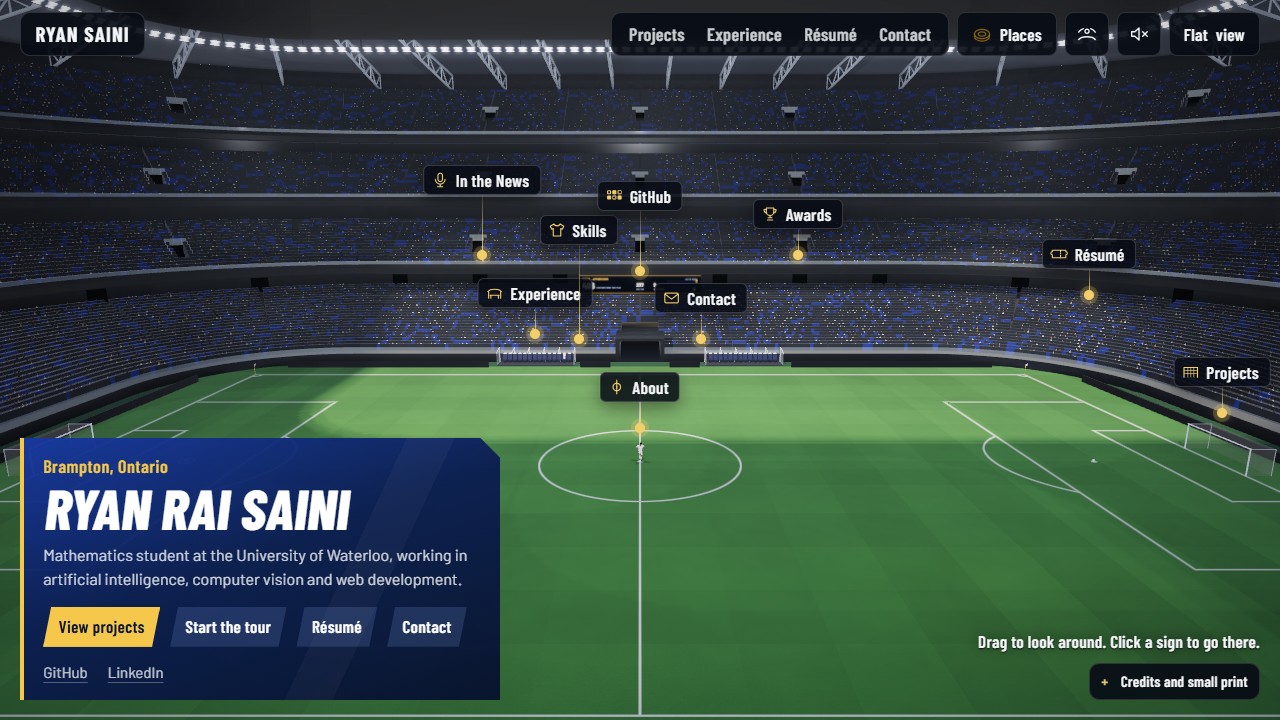 RYAN SAINI
Projects Experience Résumé Contact
Places
Flat view
In the News
GitHub
Awards
Skills
Résumé
Experience
Contact
Projects
About
Brampton, Ontario
RYAN RAI SAINI
Mathematics student at the University of Waterloo, working in
artificial intelligence, computer vision and web development.
View projects
Start the tour
Résumé
Contact
GitHub LinkedIn
Drag to look around. Click a sign to go there.
+ Credits and small print